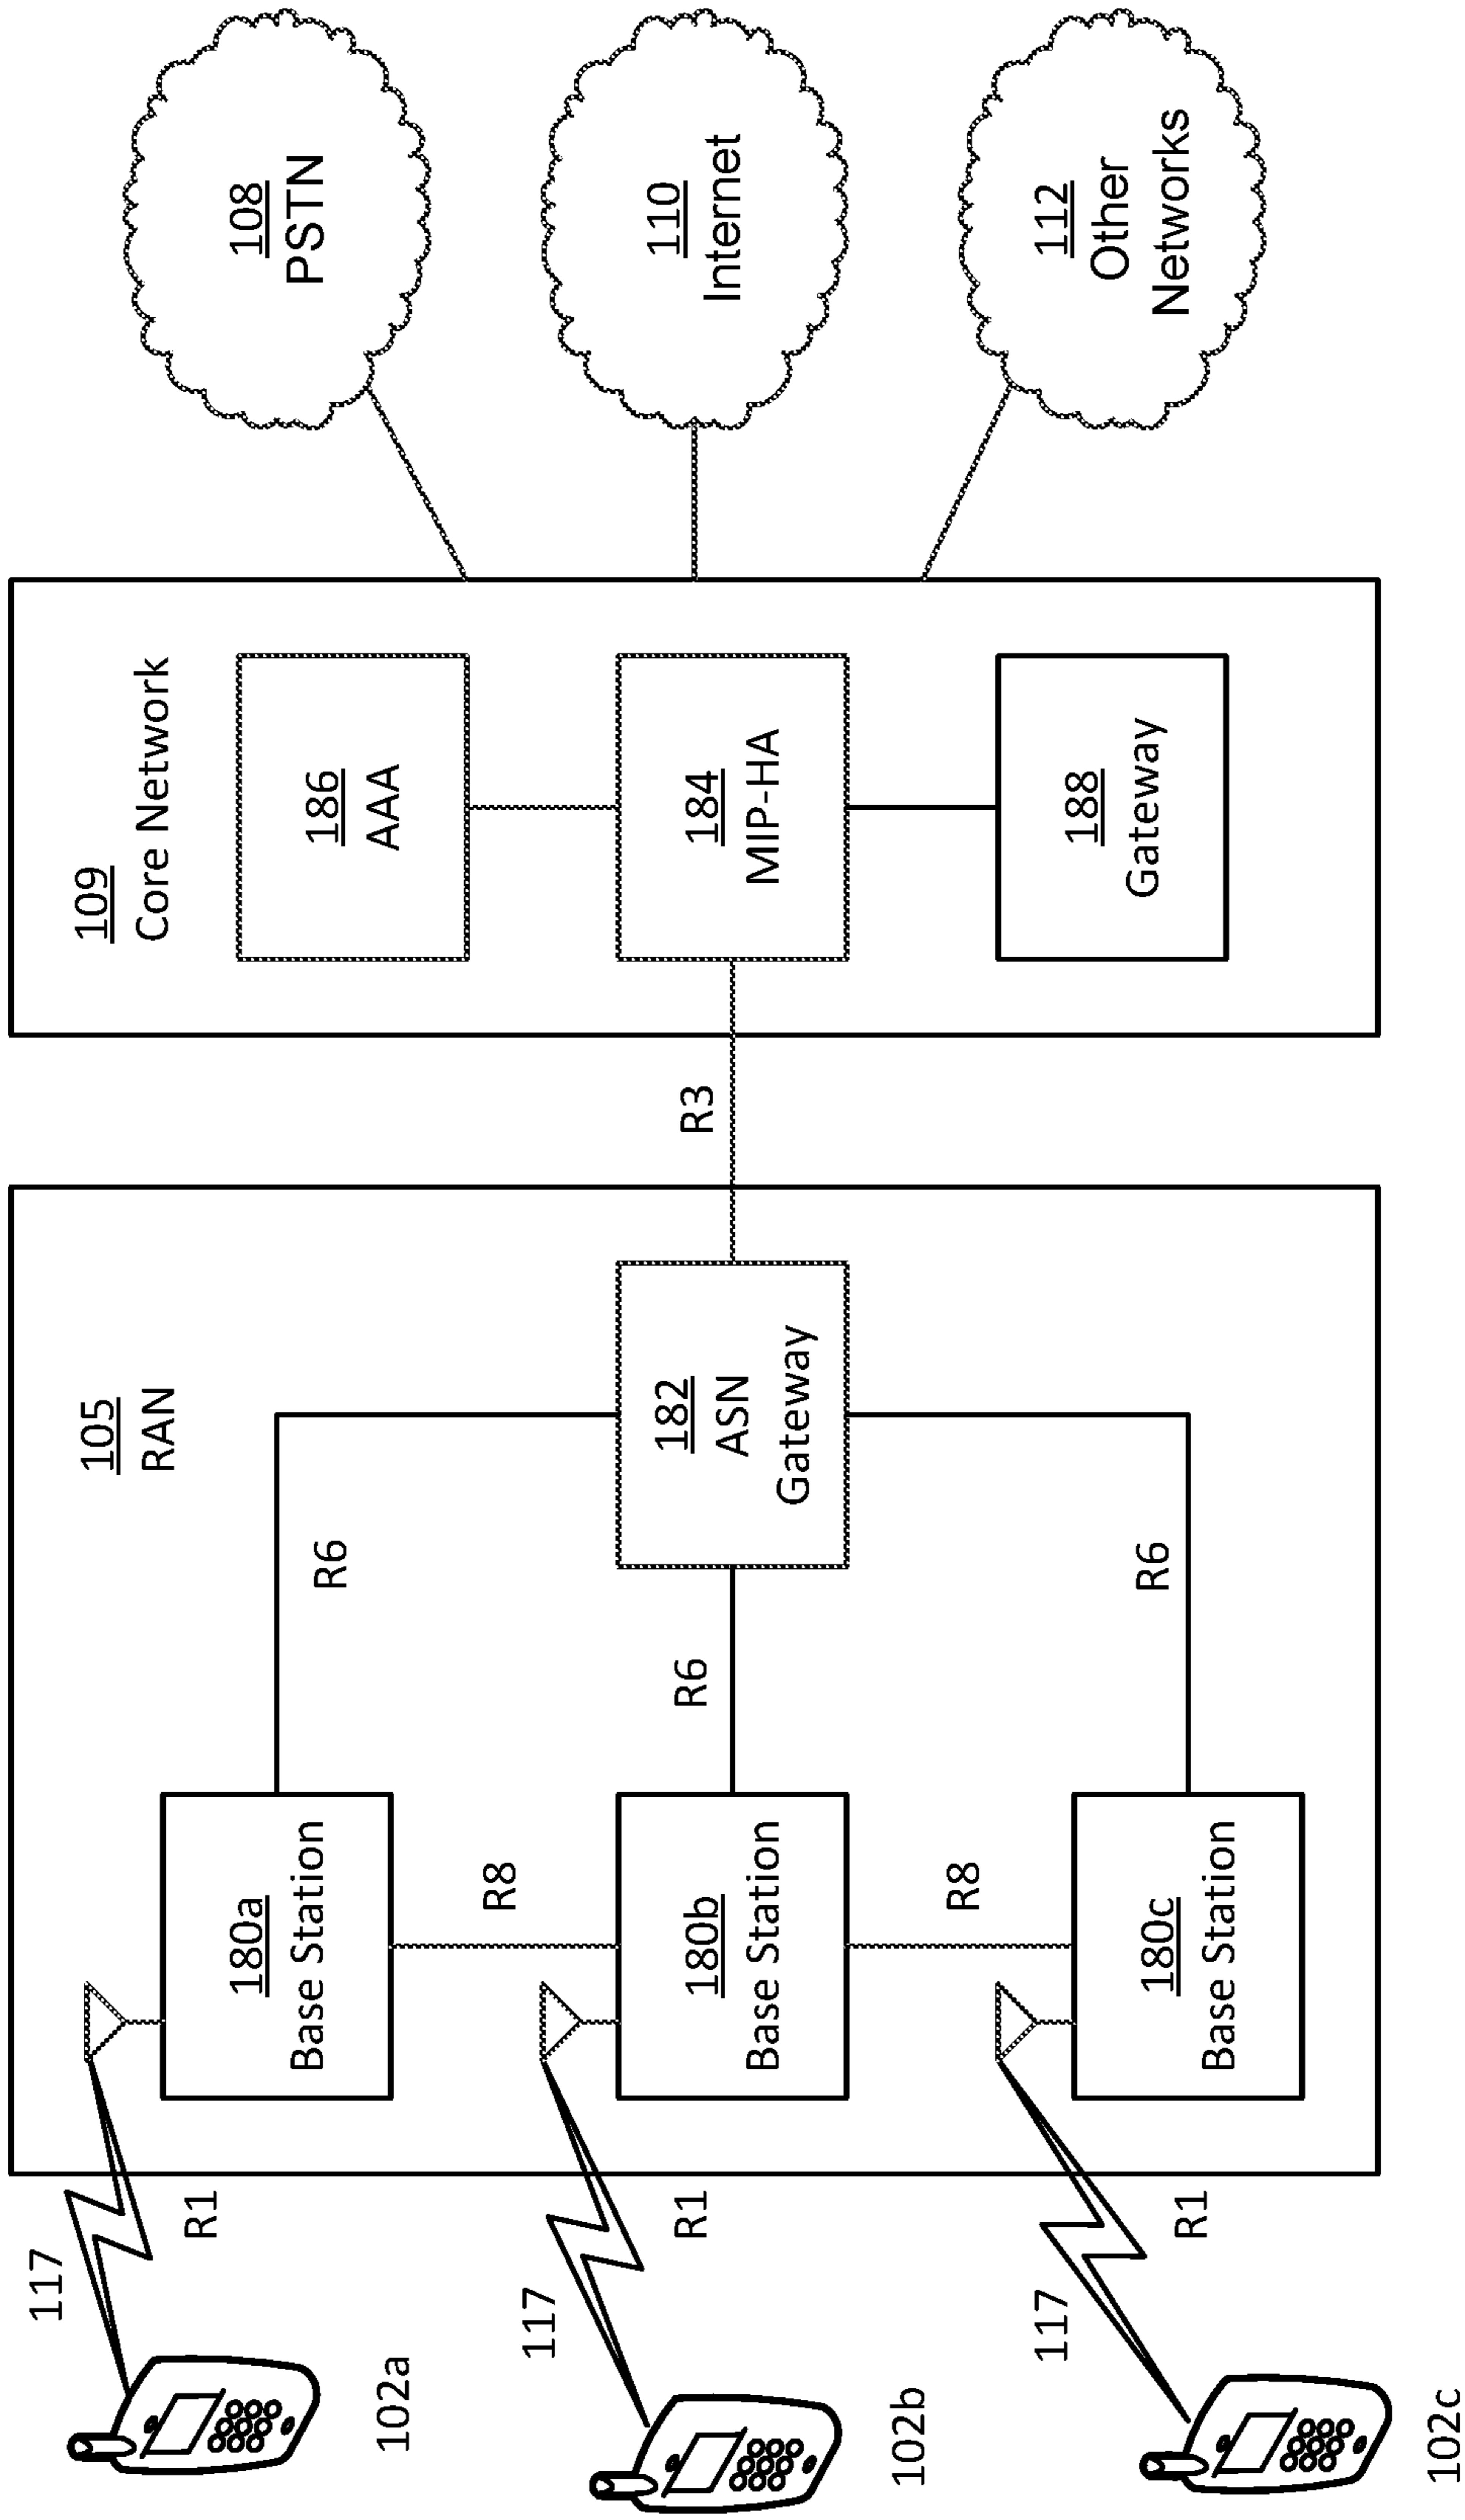 117
R1
102a
117
R1
102b
117
R1
102c
105
RAN
180a
Base Station
R8
180b
Base Station
R8
180c
Base Station
R6
R6
R6
182
ASN
Gateway
R3
109
Core Network
186
AAA
184
MIP-HA
188
Gateway
108
PSTN
110
Internet
112
Other
Networks